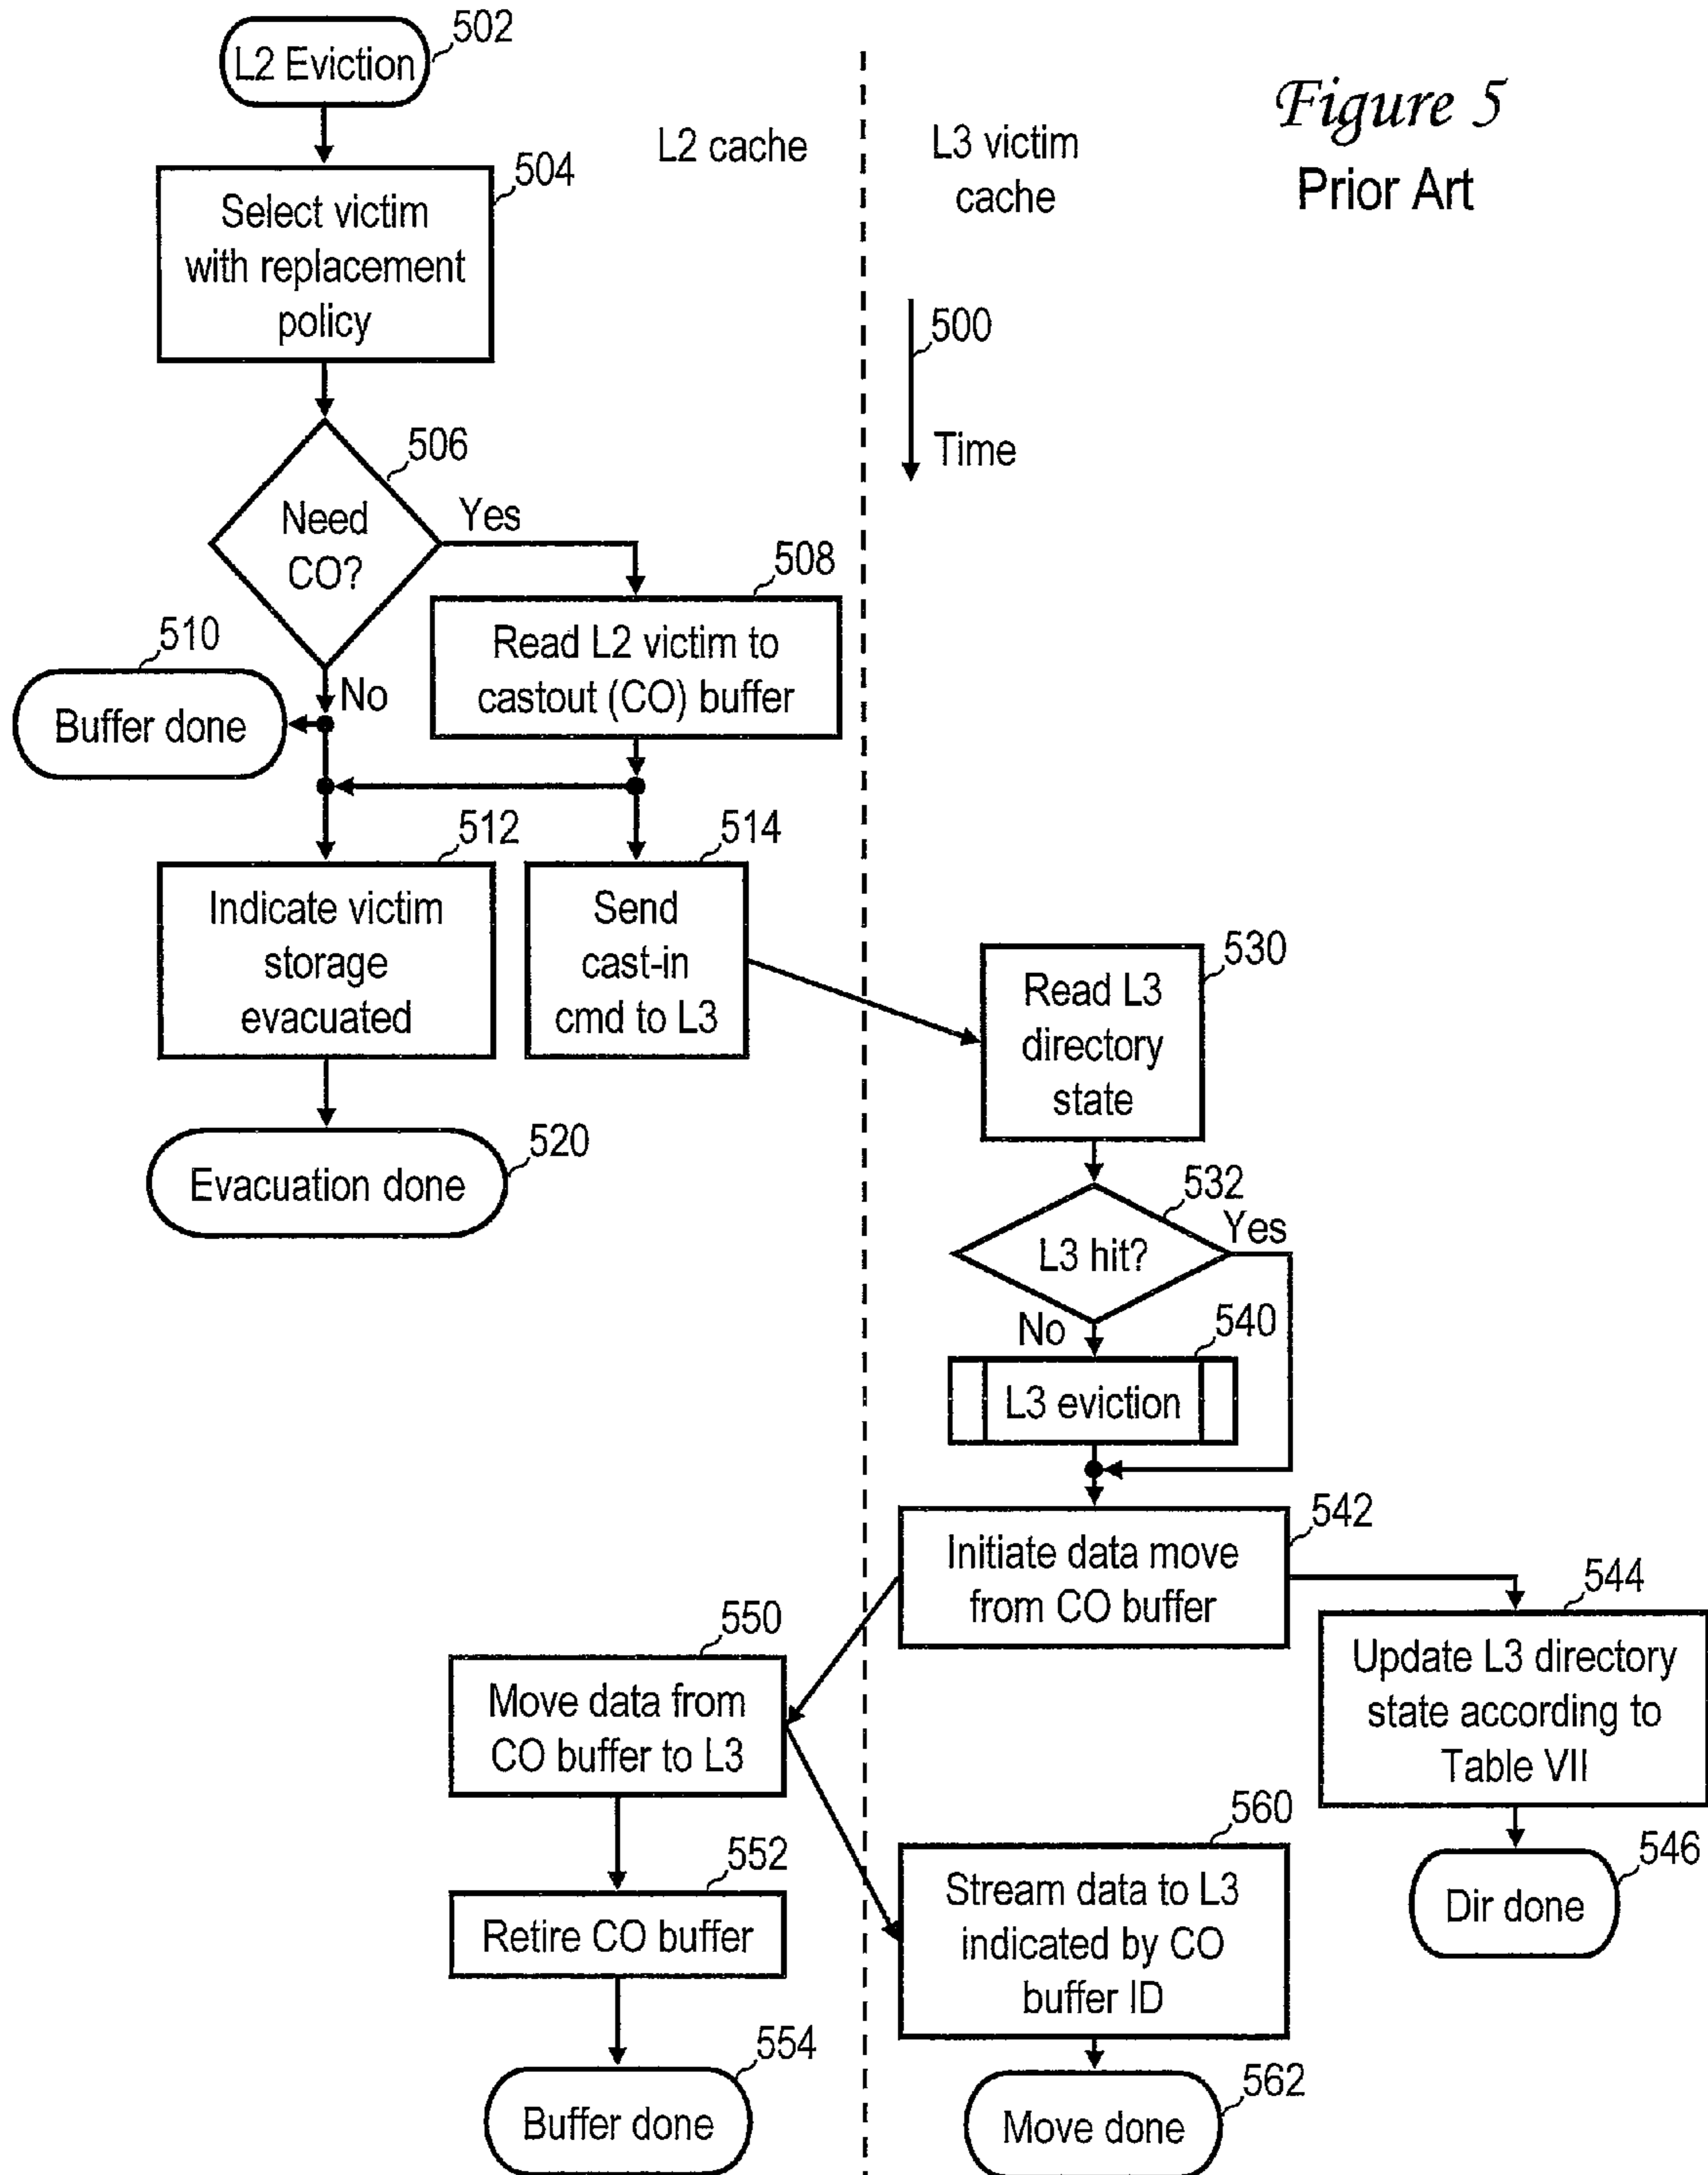 Figure 5
Prior Art
L2 cache
L3 victim
cache
500
Time
502
L2 Eviction
504
Select victim
with replacement
policy
506
Need
CO?
Yes
No
508
Read L2 victim to
castout (CO) buffer
510
Buffer done
512
Indicate victim
storage
evacuated
514
Send
cast-in
cmd to L3
520
Evacuation done
530
Read L3
directory
state
532
L3 hit?
Yes
No
540
L3 eviction
542
Initiate data move
from CO buffer
544
Update L3 directory
state according to
Table VII
546
Dir done
550
Move data from
CO buffer to L3
552
Retire CO buffer
554
Buffer done
560
Stream data to L3
indicated by CO
buffer ID
562
Move done